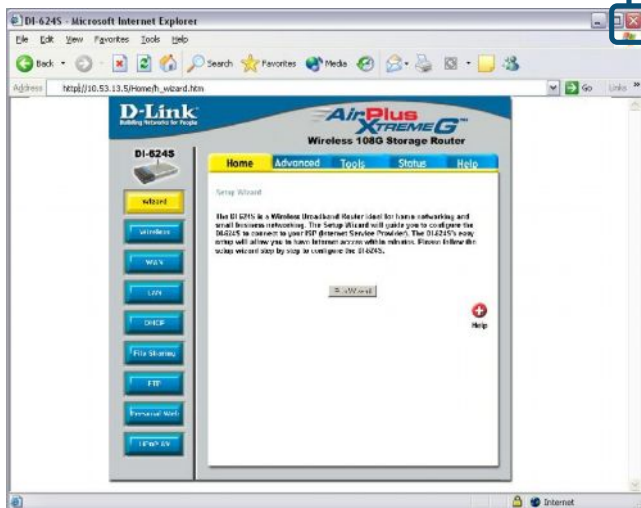 DI-624S - Microsoft Internet Explorer
File Edit View Favorites Tools Help
Back Search Favorites Media
Address http://10.53.13.5/Home/h_wizard.htm Go Links »
D-Link
Building Networks for People
AirPlus
XTREME G™
Wireless 108G Storage Router
DI-624S
Home Advanced Tools Status Help
Wizard
Setup Wizard
The DI-624S is a Wireless Broadband Router ideal for home networking and
small business networking. The Setup Wizard will guide you to configure the
DI-624S to connect to your ISP (Internet Service Provider). The DI-624S's easy
setup will allow you to have Internet access within minutes. Please follow the
setup wizard step by step to configure the DI-624S.
Wireless
WAN
LAN
Run Wizard
DHCP
Help
File Sharing
FTP
Personal Web
UPnP AV
Internet